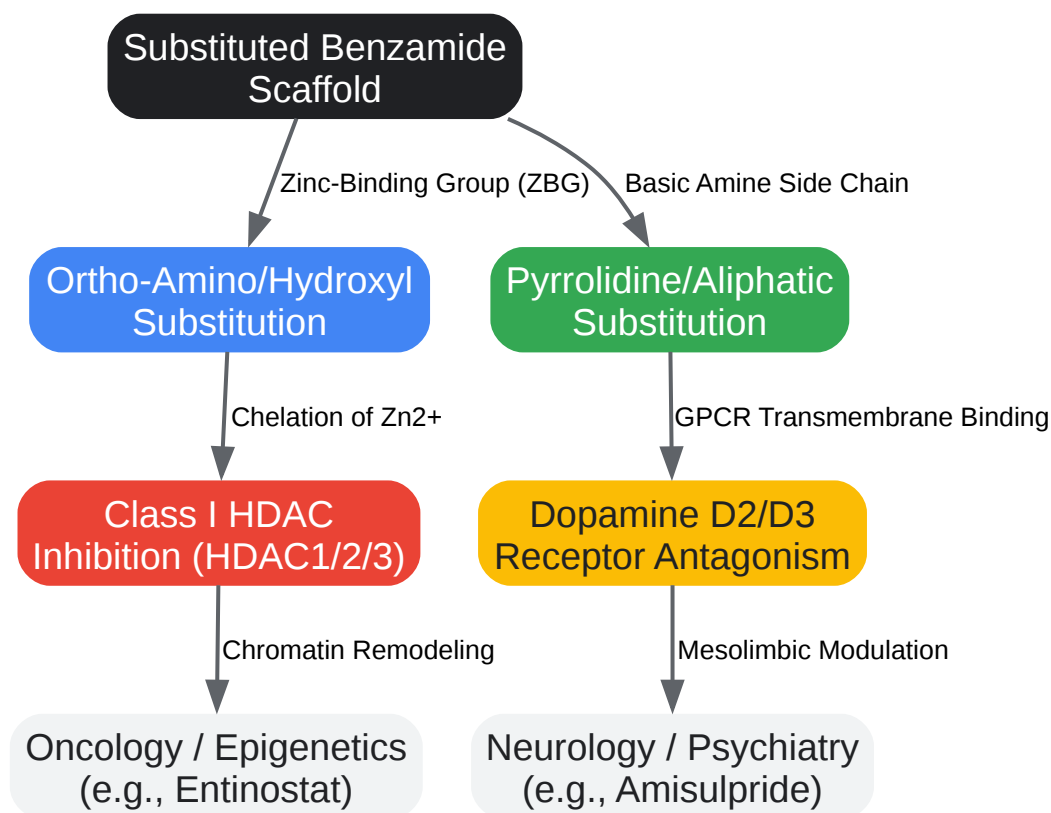 Substituted Benzamide
Scaffold
Zinc-Binding Group (ZBG)
Basic Amine Side Chain
Ortho-Amino/Hydroxyl
Substitution
Pyrrolidine/Aliphatic
Substitution
Chelation of Zn2+
GPCR Transmembrane Binding
Class I HDAC
Inhibition (HDAC1/2/3)
Dopamine D2/D3
Receptor Antagonism
Chromatin Remodeling
Mesolimbic Modulation
Oncology / Epigenetics
(e.g., Entinostat)
Neurology / Psychiatry
(e.g., Amisulpride)